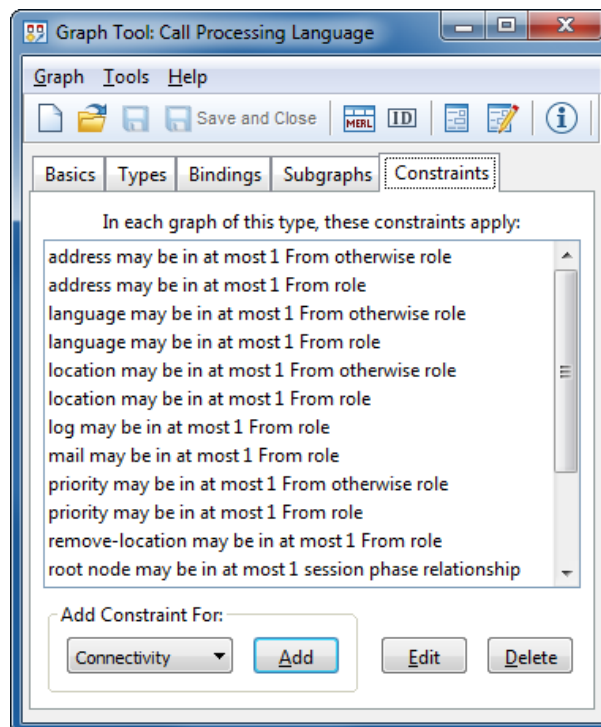 Graph Tool: Call Processing Language
Graph Tools Help
Save and Close MERL ID
Basics Types Bindings Subgraphs Constraints
In each graph of this type, these constraints apply:
address may be in at most 1 From otherwise role
address may be in at most 1 From role
language may be in at most 1 From otherwise role
language may be in at most 1 From role
location may be in at most 1 From otherwise role
location may be in at most 1 From role
log may be in at most 1 From role
mail may be in at most 1 From role
priority may be in at most 1 From otherwise role
priority may be in at most 1 From role
remove-location may be in at most 1 From role
root node may be in at most 1 session phase relationship
Add Constraint For:
Connectivity Add Edit Delete